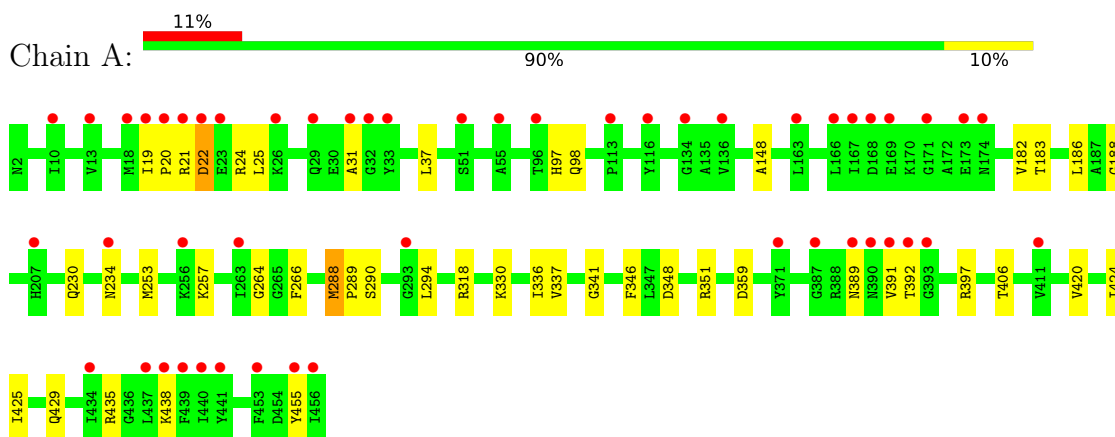 11%
Chain A:
90% 10%
N2 I10 V13 M18 I19 P20 R21 D22 E23 R24 L25 K26 Q29 E30 A31 G32 Y33 L37 S51 A55 T96 H97 Q98 P113 Y116 G134 A135 V136 A148 L163 L166 I167 D168 E169 K170 G171 A172 E173 N174 V182 T183 L186 A187 G188
H207 Q230 N234 M253 K256 K257 I263 G264 G265 F266 M288 P289 S290 G293 L294 R318 K330 I336 V337 G341 F346 L347 D348 R351 D359 Y371 G387 R388 N389 N390 V391 T392 G393 R397 T406 V411 V420 I424
I425 Q429 I434 R435 G436 L437 K438 F439 I440 Y441 F453 D454 Y455 I456